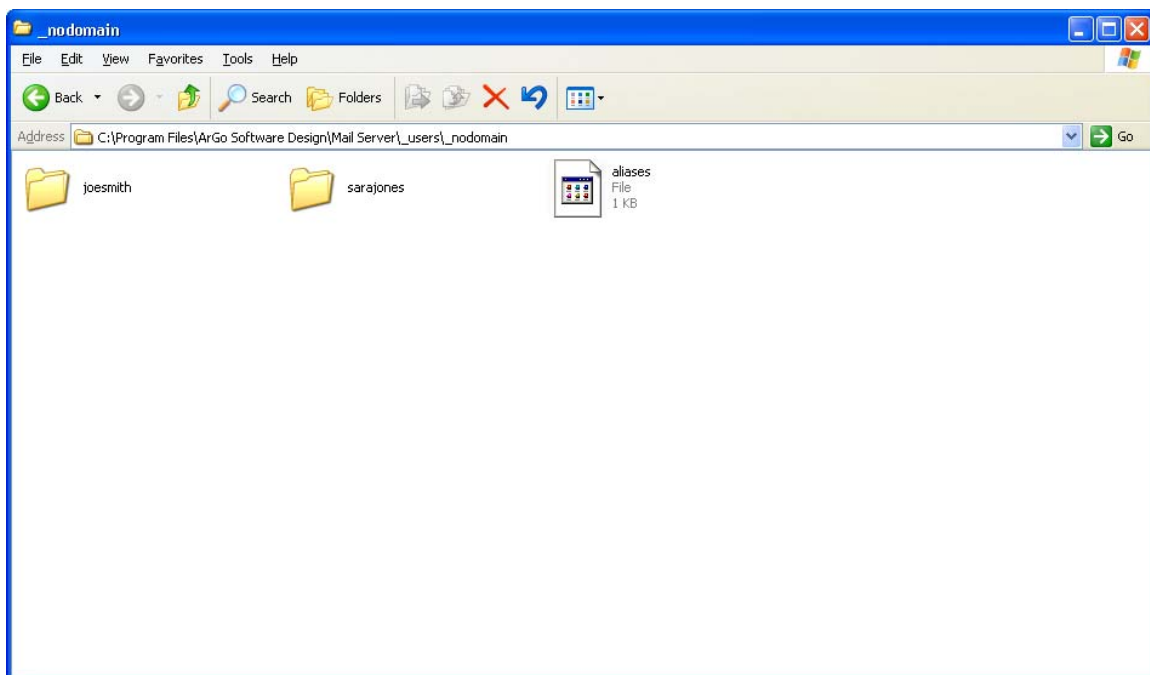 _nodomain
File Edit View Favorites Tools Help
Back Search Folders
Address C:\Program Files\ArGo Software Design\Mail Server\_users\_nodomain Go
joesmith sarajones aliases
File
1 KB